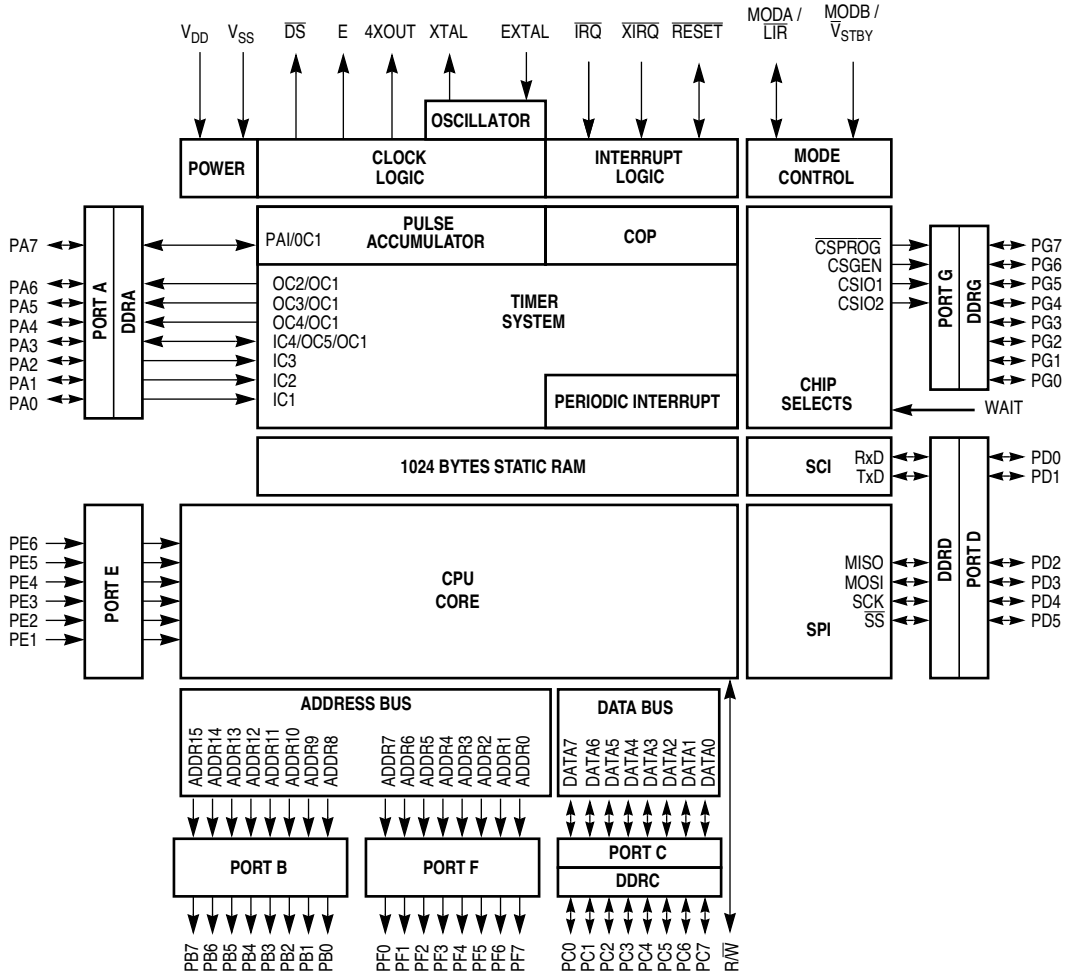 VDD
VSS
DS
E
4XOUT
XTAL
EXTAL
IRQ
XIRQ
RESET
MODA /
LIR
MODB /
VSTBY
OSCILLATOR
POWER
CLOCK
LOGIC
INTERRUPT
LOGIC
MODE
CONTROL
PA7
PA6
PA5
PA4
PA3
PA2
PA1
PA0
PORT A
DDRA
PAI/0C1
PULSE
ACCUMULATOR
COP
OC2/OC1
OC3/OC1
OC4/OC1
IC4/OC5/OC1
IC3
IC2
IC1
TIMER
SYSTEM
PERIODIC INTERRUPT
CSPROG
CSGEN
CSIO1
CSIO2
CHIP
SELECTS
PORT G
DDRG
PG7
PG6
PG5
PG4
PG3
PG2
PG1
PG0
WAIT
1024 BYTES STATIC RAM
SCI
RxD
TxD
PD0
PD1
PE6
PE5
PE4
PE3
PE2
PE1
PORT E
CPU
CORE
MISO
MOSI
SCK
SS
SPI
DDRD
PORT D
PD2
PD3
PD4
PD5
ADDRESS BUS
ADDR15
ADDR14
ADDR13
ADDR12
ADDR11
ADDR10
ADDR9
ADDR8
ADDR7
ADDR6
ADDR5
ADDR4
ADDR3
ADDR2
ADDR1
ADDR0
DATA BUS
DATA7
DATA6
DATA5
DATA4
DATA3
DATA2
DATA1
DATA0
PORT B
PORT F
PORT C
DDRC
PB7
PB6
PB5
PB4
PB3
PB2
PB1
PB0
PF0
PF1
PF2
PF3
PF4
PF5
PF6
PF7
PC0
PC1
PC2
PC3
PC4
PC5
PC6
PC7
R/W